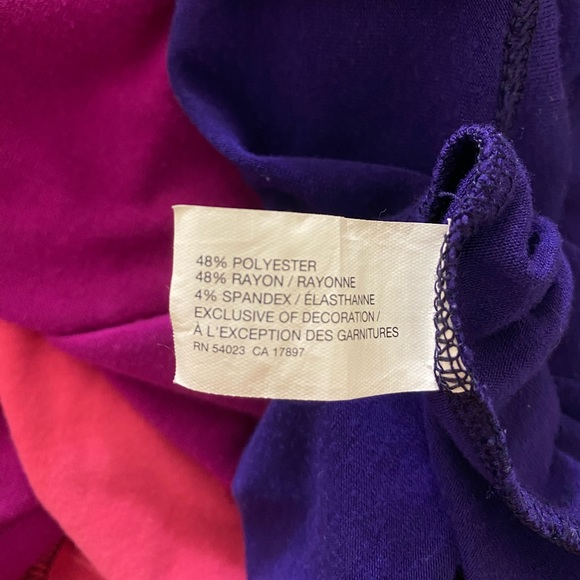 48% POLYESTER
48% RAYON / RAYONNE
4% SPANDEX / ÉLASTHANNE
EXCLUSIVE OF DECORATION /
À L'EXCEPTION DES GARNITURES
RN 54023 CA 17897